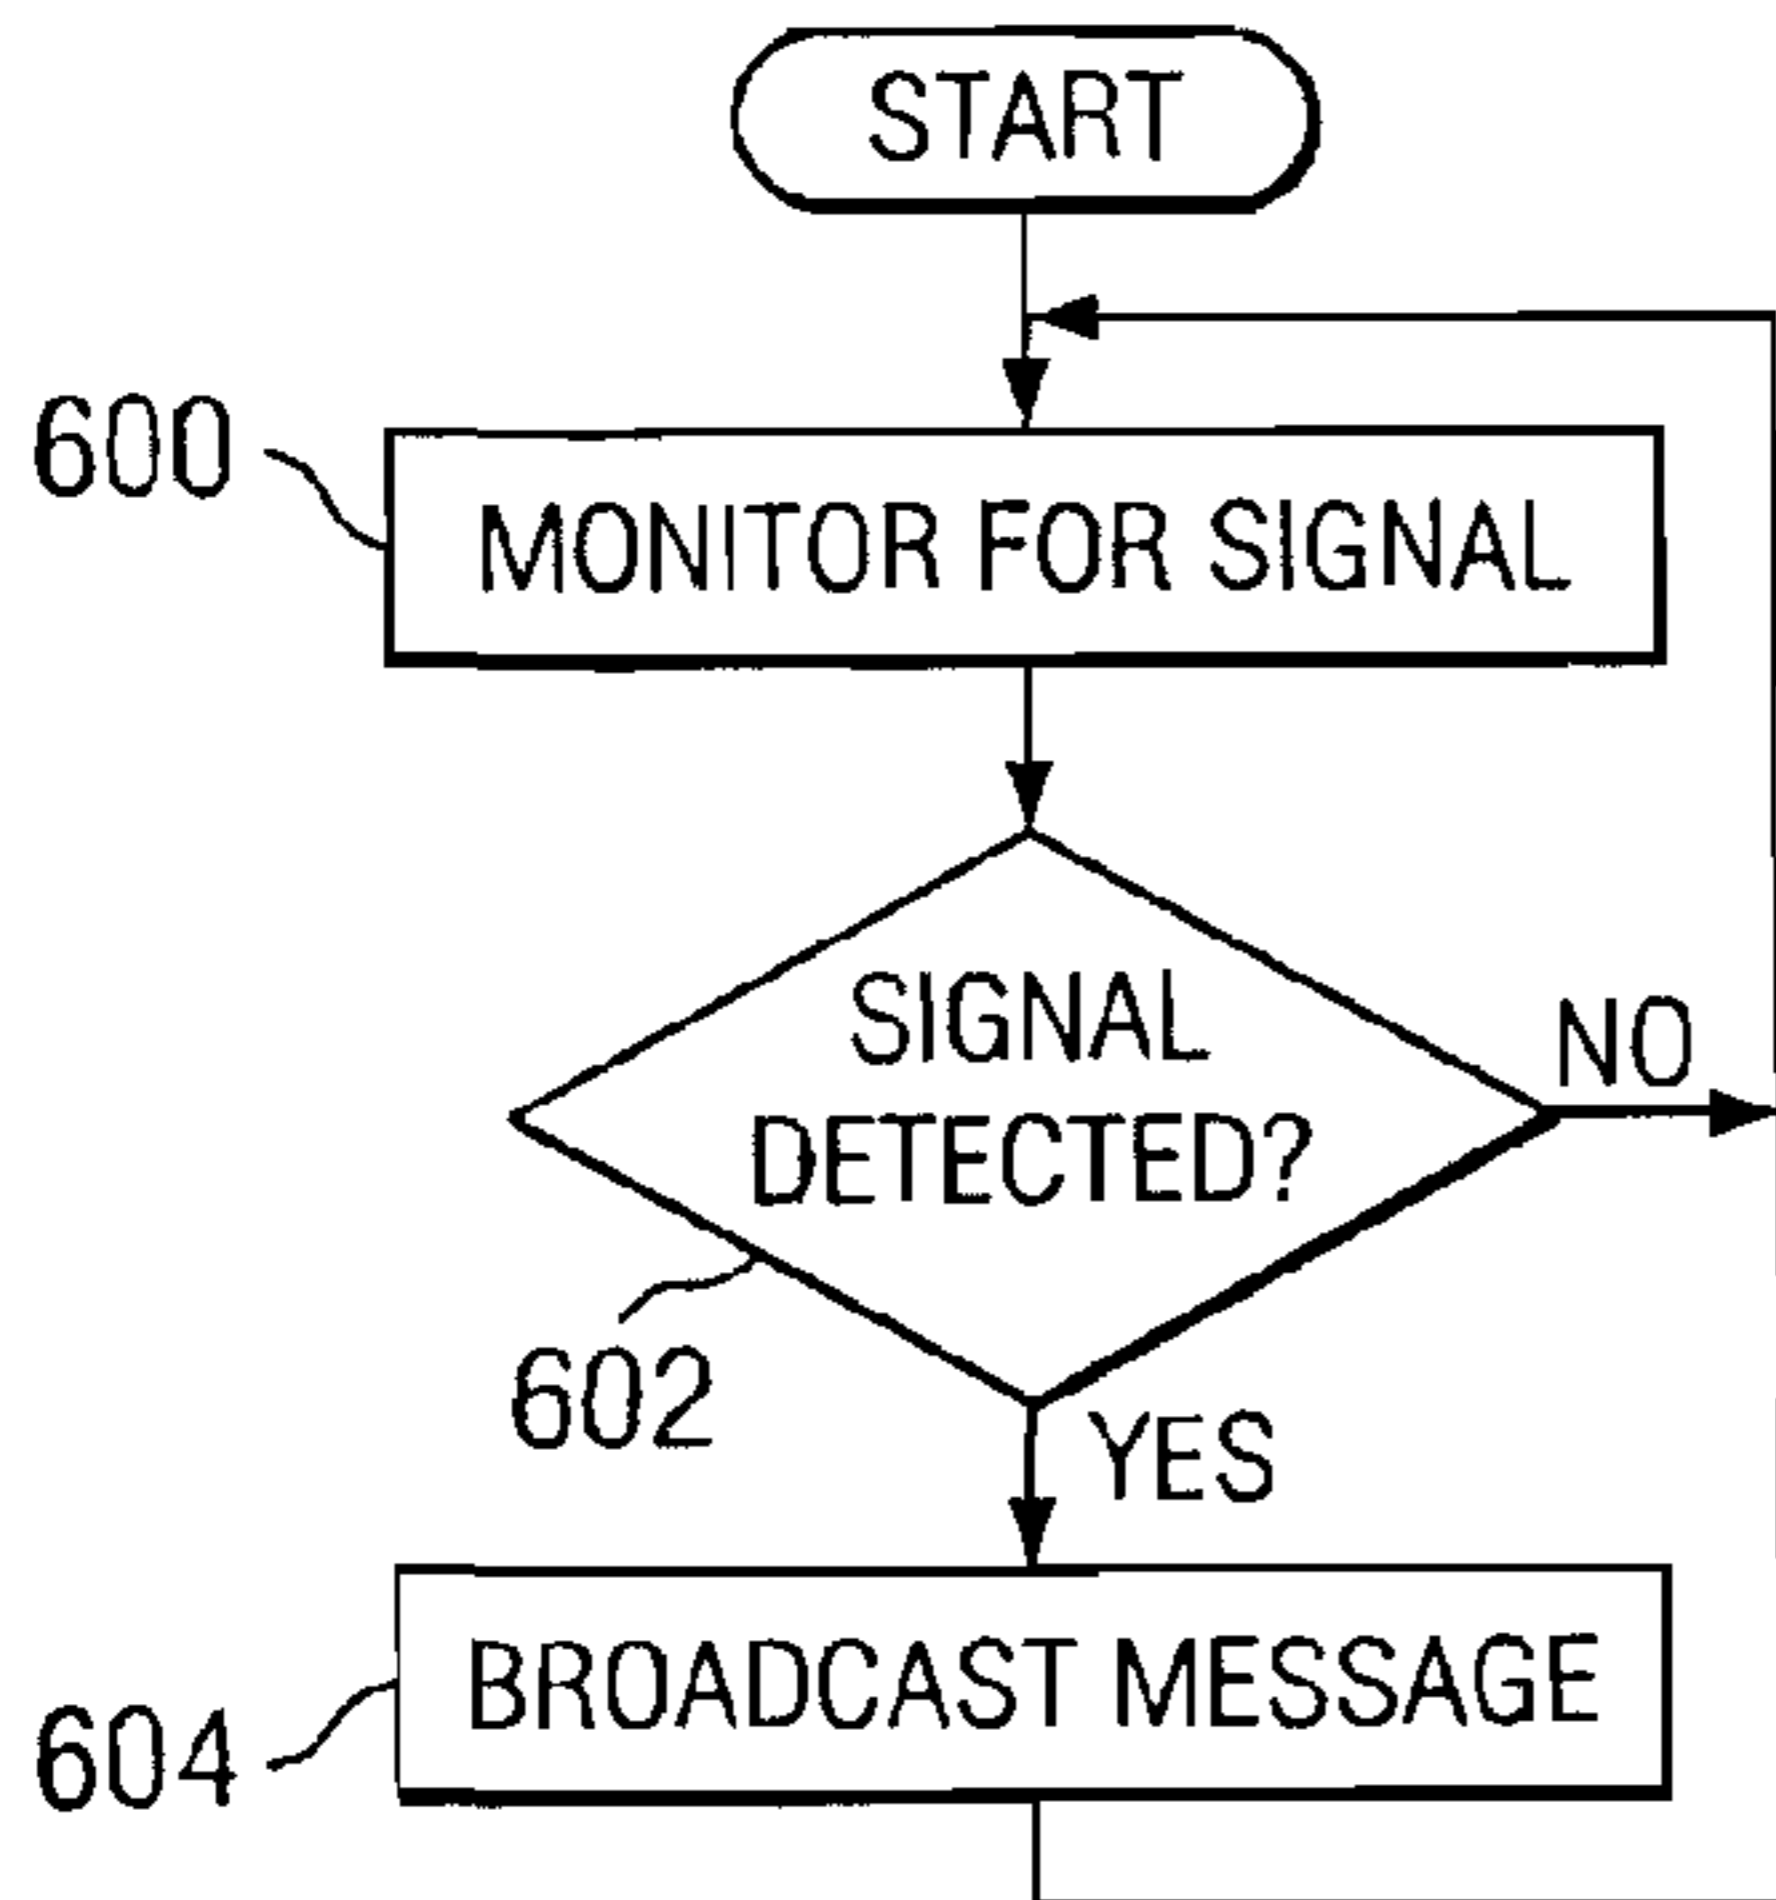 START
600
MONITOR FOR SIGNAL
SIGNAL
DETECTED?
NO
602
YES
BROADCAST MESSAGE
604